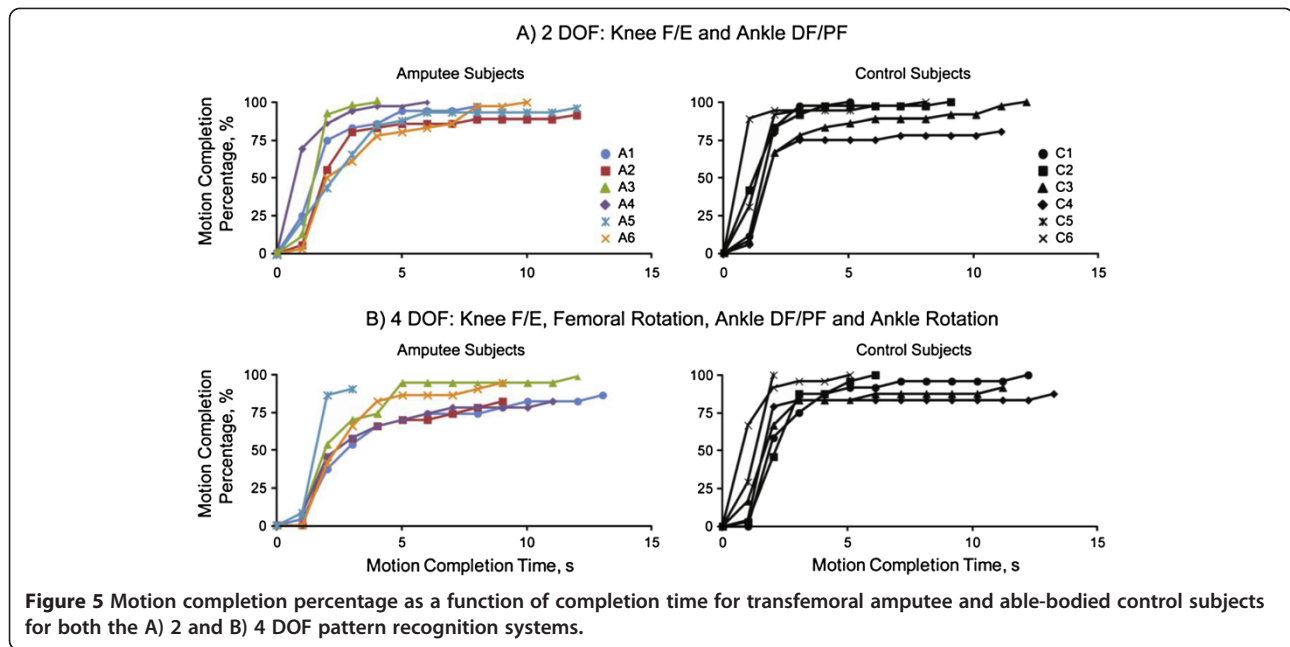 A) 2 DOF: Knee F/E and Ankle DF/PF
Amputee Subjects
Motion Completion
Percentage, %
100
75
50
25
0
0
5
10
15
A1
A2
A3
A4
A5
A6
Control Subjects
100
75
50
25
0
0
5
10
15
C1
C2
C3
C4
C5
C6
B) 4 DOF: Knee F/E, Femoral Rotation, Ankle DF/PF and Ankle Rotation
Amputee Subjects
Motion Completion
Percentage, %
100
75
50
25
0
0
5
10
15
Motion Completion Time, s
Control Subjects
100
75
50
25
0
0
5
10
15
Motion Completion Time, s
Figure 5 Motion completion percentage as a function of completion time for transfemoral amputee and able-bodied control subjects
for both the A) 2 and B) 4 DOF pattern recognition systems.